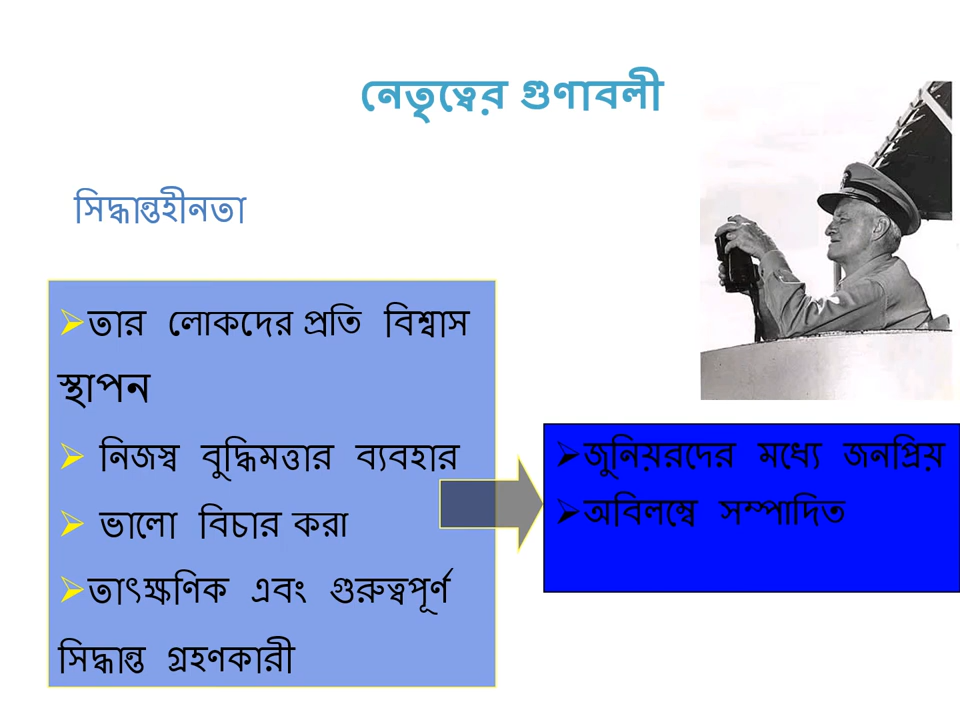 নেতৃত্বের গুণাবলী
সিদ্ধান্তহীনতা
➢তার লোকদের প্রতি বিশ্বাস
স্থাপন
➢ নিজস্ব বুদ্ধিমত্তার ব্যবহার
➢ ভালো বিচার করা
➢তাৎক্ষণিক এবং গুরুত্বপূর্ণ
সিদ্ধান্ত গ্রহণকারী
➢জুনিয়রদের মধ্যে জনপ্রিয়
➢অবিলম্বে সম্পাদিত